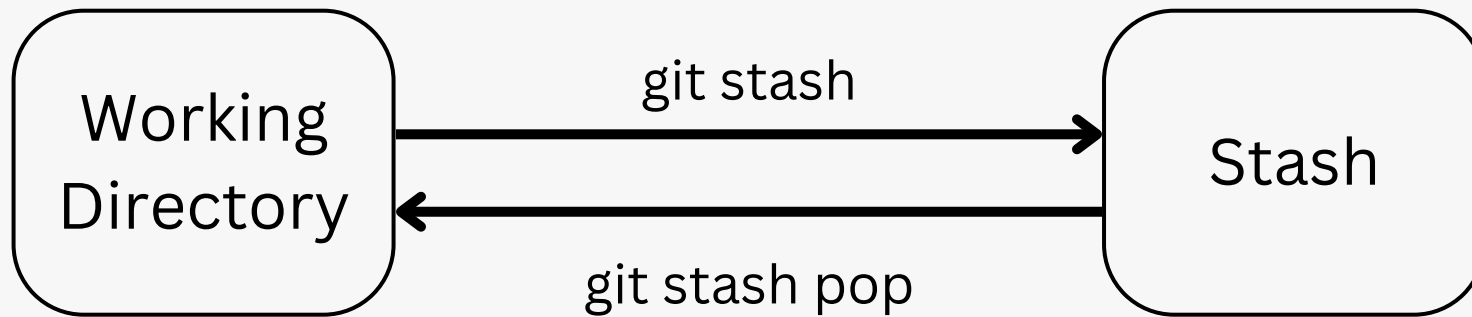 Working
Directory
git stash
git stash pop
Stash